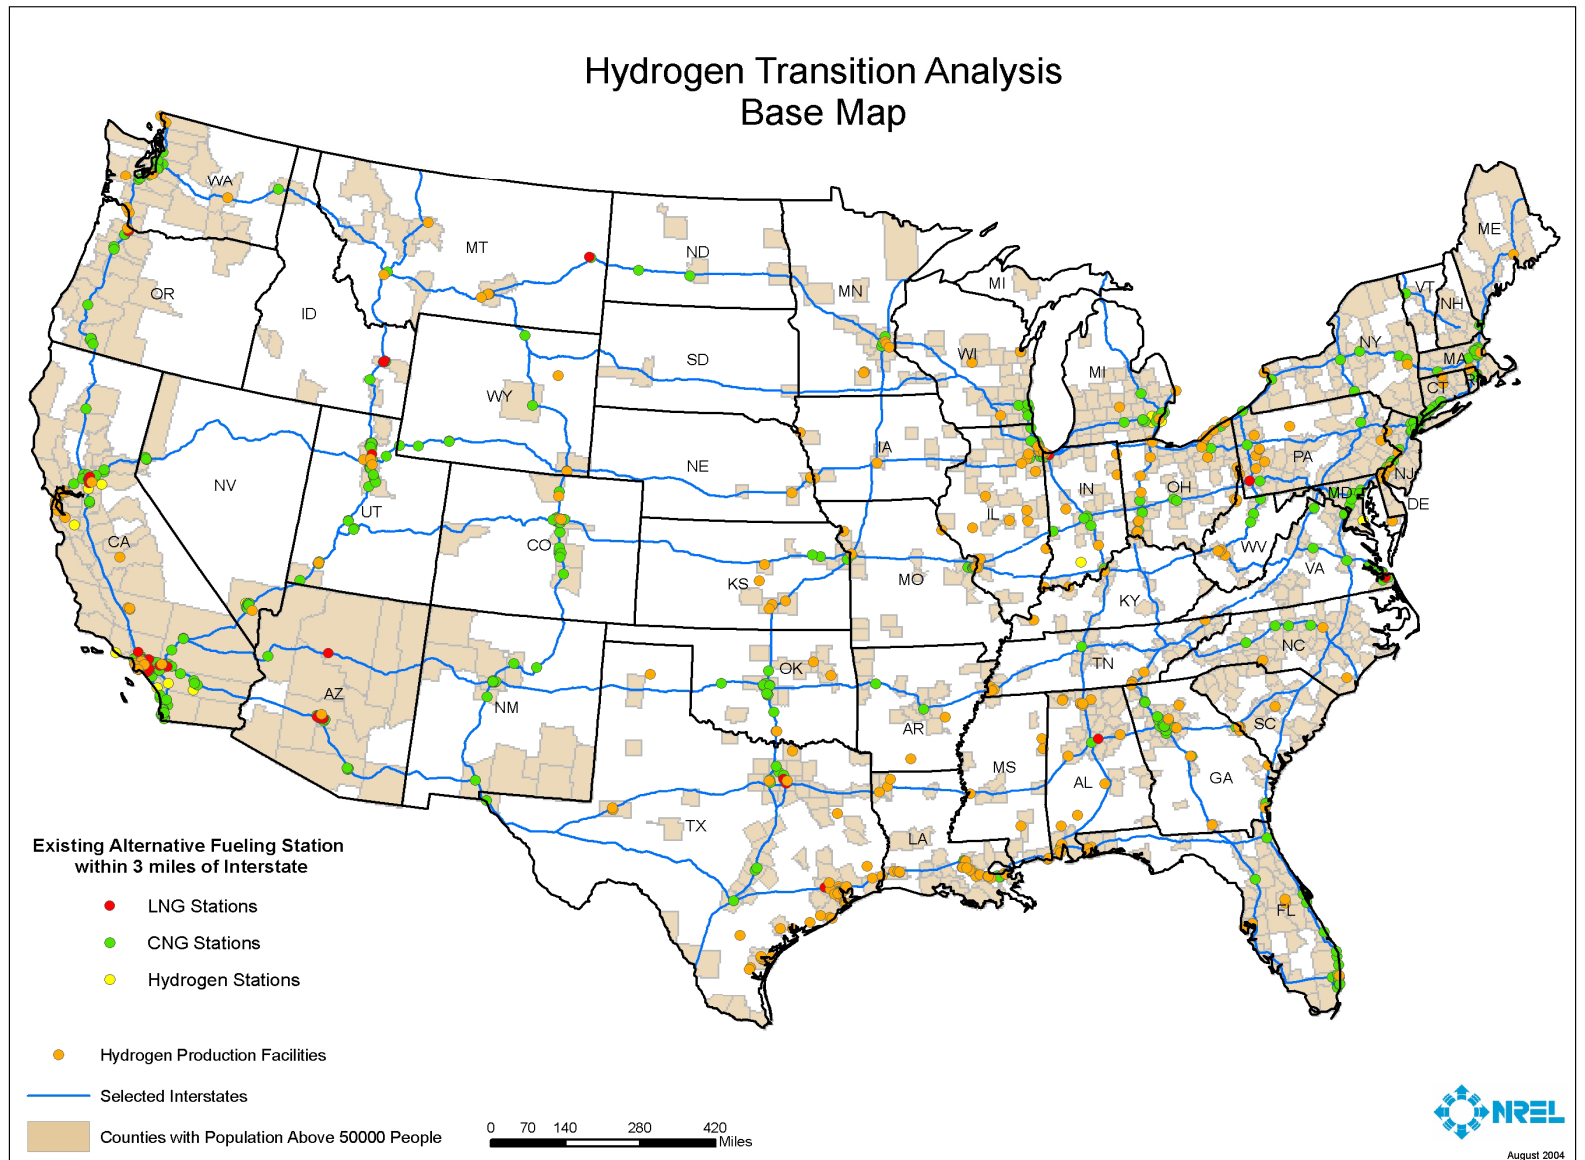 Hydrogen Transition Analysis
Base Map
WA
OR
ID
MT
ND
MN
MI
WI
SD
WY
NE
IA
NV
UT
CO
CA
KS
MO
IL
IN
OH
MI
PA
NY
VT
NH
ME
MA
CT
RI
NJ
DE
MD
WV
VA
KY
TN
NC
SC
GA
AL
MS
AR
OK
NM
AZ
TX
LA
FL
Existing Alternative Fueling Station
within 3 miles of Interstate
LNG Stations
CNG Stations
Hydrogen Stations
Hydrogen Production Facilities
Selected Interstates
Counties with Population Above 50000 People
0 70 140 280 420
Miles
NREL
August 2004